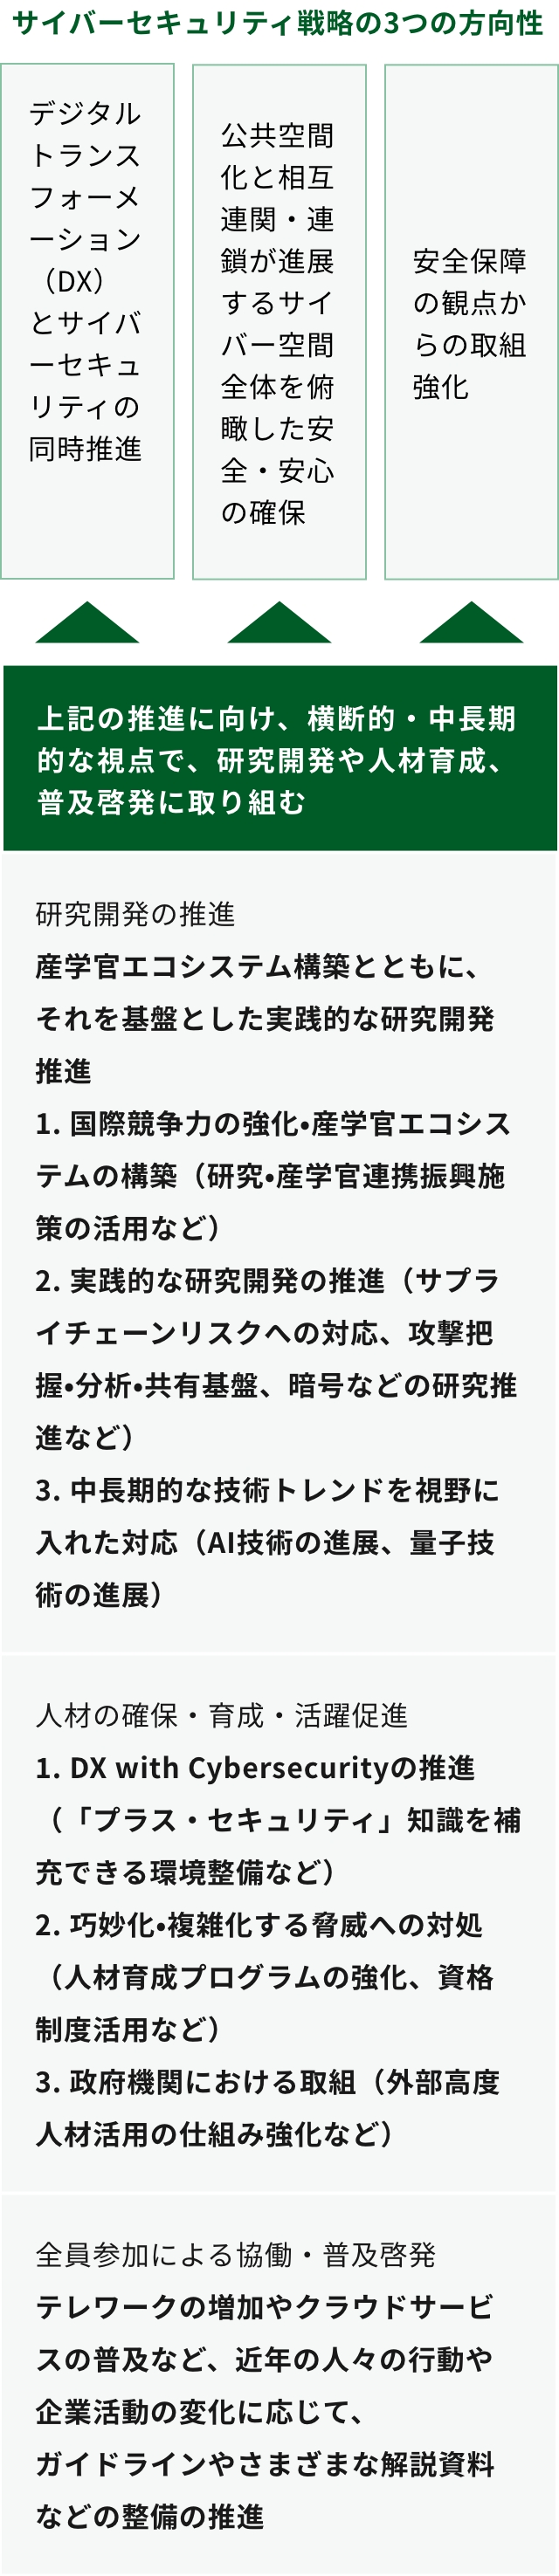 サイバーセキュリティ戦略の3つの方向性
デジタル
トランス
フォーメ
ーション
（DX）
とサイバ
ーセキュ
リティの
同時推進
公共空間
化と相互
連関・連
鎖が進展
するサイ
バー空間
全体を俯
瞰した安
全・安心
の確保
安全保障
の観点か
らの取組
強化
上記の推進に向け、横断的・中長期
的な視点で、研究開発や人材育成、
普及啓発に取り組む
研究開発の推進
産学官エコシステム構築とともに、
それを基盤とした実践的な研究開発
推進
1. 国際競争力の強化•産学官エコシス
テムの構築（研究•産学官連携振興施
策の活用など）
2. 実践的な研究開発の推進（サプラ
イチェーンリスクへの対応、攻撃把
握•分析•共有基盤、暗号などの研究推
進など）
3. 中長期的な技術トレンドを視野に
入れた対応（AI技術の進展、量子技
術の進展）
人材の確保・育成・活躍促進
1. DX with Cybersecurityの推進
（「プラス・セキュリティ」知識を補
充できる環境整備など）
2. 巧妙化•複雑化する脅威への対処
（人材育成プログラムの強化、資格
制度活用など）
3. 政府機関における取組（外部高度
人材活用の仕組み強化など）
全員参加による協働・普及啓発
テレワークの増加やクラウドサービ
スの普及など、近年の人々の行動や
企業活動の変化に応じて、
ガイドラインやさまざまな解説資料
などの整備の推進